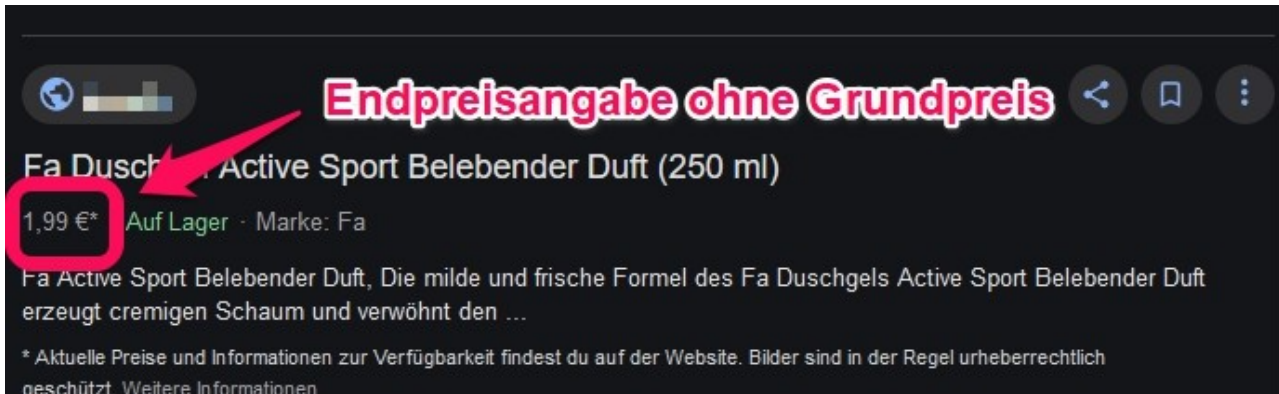 Endpreisangabe ohne Grundpreis
Fa Duschgel Active Sport Belebender Duft (250 ml)
1,99 €* Auf Lager · Marke: Fa
Fa Active Sport Belebender Duft, Die milde und frische Formel des Fa Duschgels Active Sport Belebender Duft
erzeugt cremigen Schaum und verwöhnt den ...
* Aktuelle Preise und Informationen zur Verfügbarkeit findest du auf der Website. Bilder sind in der Regel urheberrechtlich
geschützt. Weitere Informationen